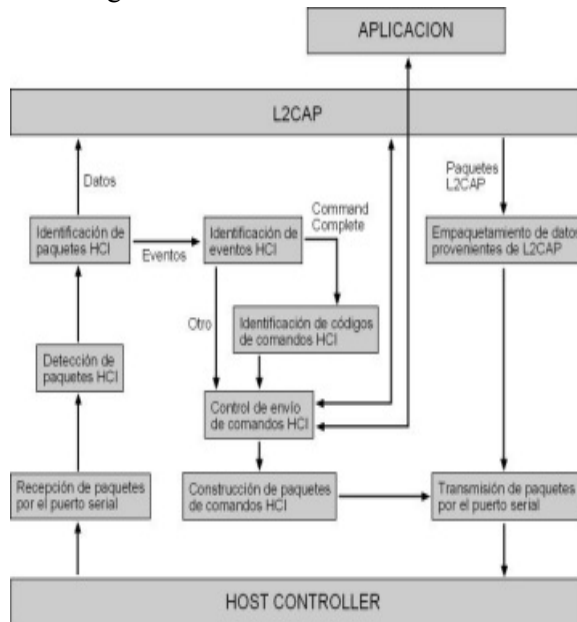 APLICACION
L2CAP
Datos
Paquetes
L2CAP
Identificación de
paquetes HCI
Eventos
Identificación de
eventos HCI
Command
Complete
Empaquetamiento de datos
provenientes de L2CAP
Otro
Identificación de códigos
de comandos HCI
Detección de
paquetes HCI
Control de envío
de comandos HCI
Recepción de paquetes
por el puerto serial
Construcción de paquetes
de comandos HCI
Transmisión de paquetes
por el puerto serial
HOST CONTROLLER